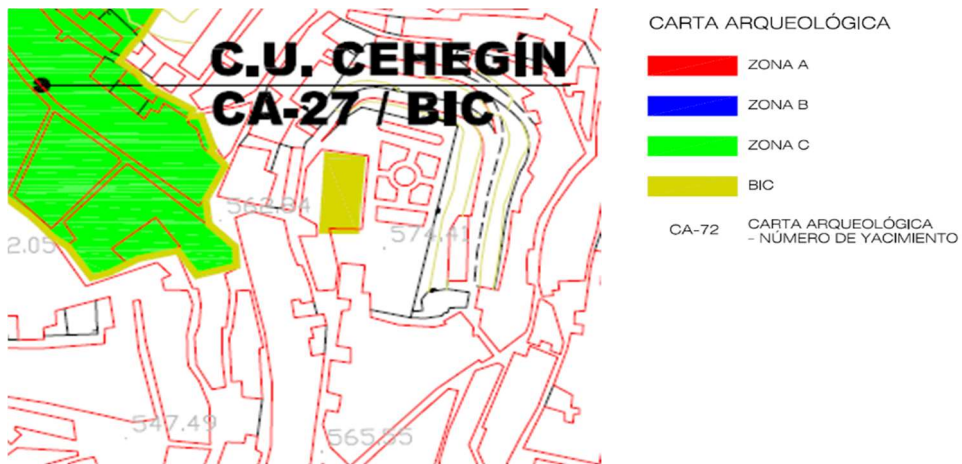 C.U. CEHEGÍN
CA-27 / BIC
562.84
574.41
2.05
547.49
565.55
CARTA ARQUEOLÓGICA
ZONA A
ZONA B
ZONA C
BIC
CA-72
CARTA ARQUEOLÓGICA
- NÚMERO DE YACIMIENTO